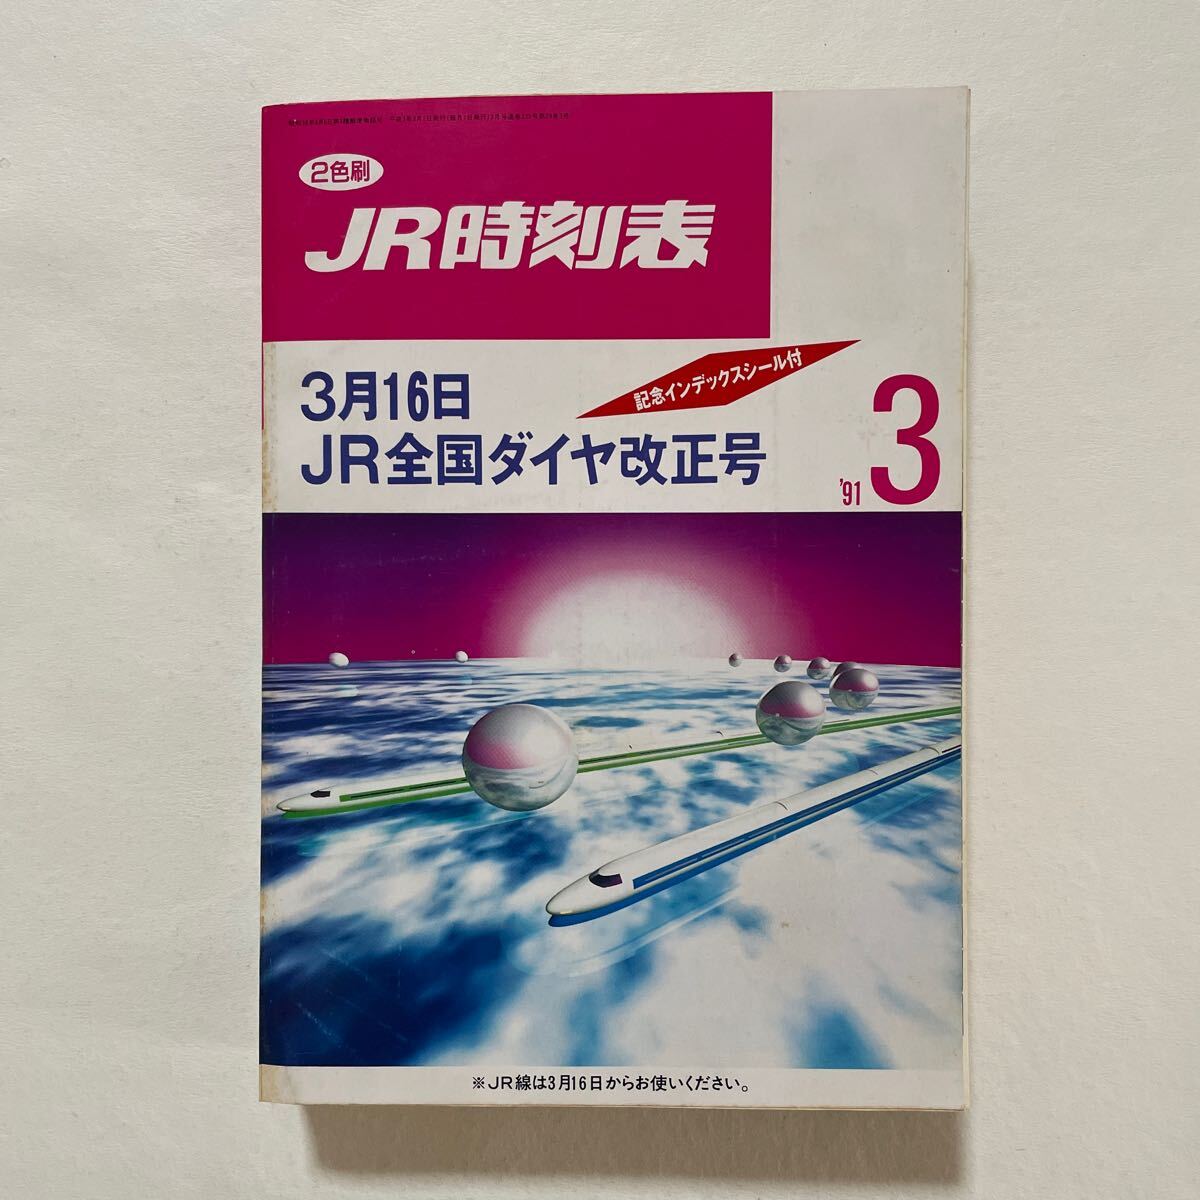 2色刷
JR時刻表
記念インデックスシール付
3月16日
JR全国ダイヤ改正号
'91 3
※JR線は3月16日からお使いください。